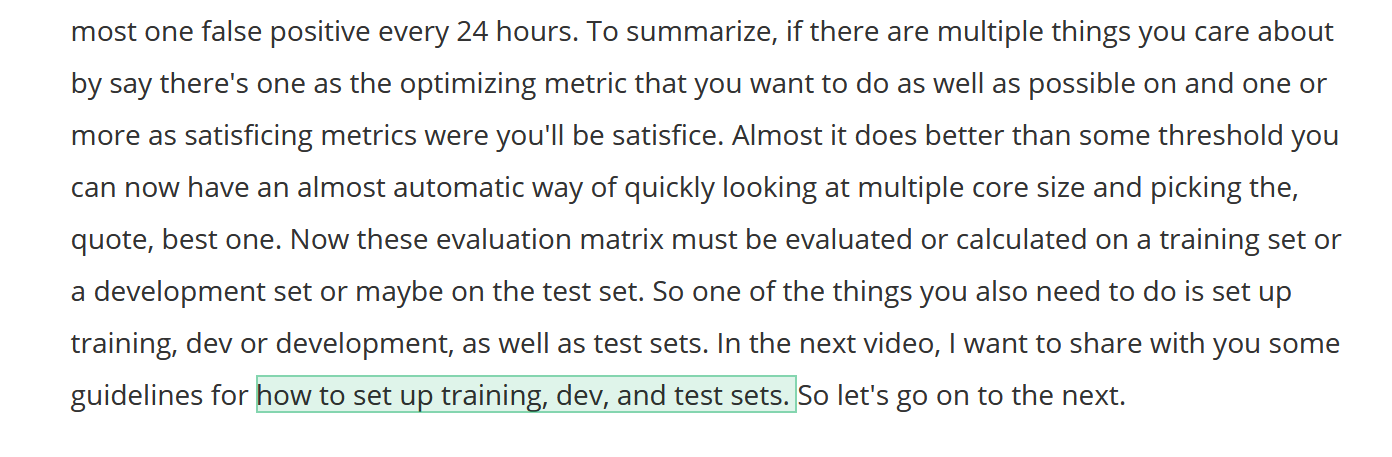 most one false positive every 24 hours. To summarize, if there are multiple things you care about
by say there's one as the optimizing metric that you want to do as well as possible on and one or
more as satisficing metrics were you'll be satisfice. Almost it does better than some threshold you
can now have an almost automatic way of quickly looking at multiple core size and picking the,
quote, best one. Now these evaluation matrix must be evaluated or calculated on a training set or
a development set or maybe on the test set. So one of the things you also need to do is set up
training, dev or development, as well as test sets. In the next video, I want to share with you some
guidelines for how to set up training, dev, and test sets. So let's go on to the next.